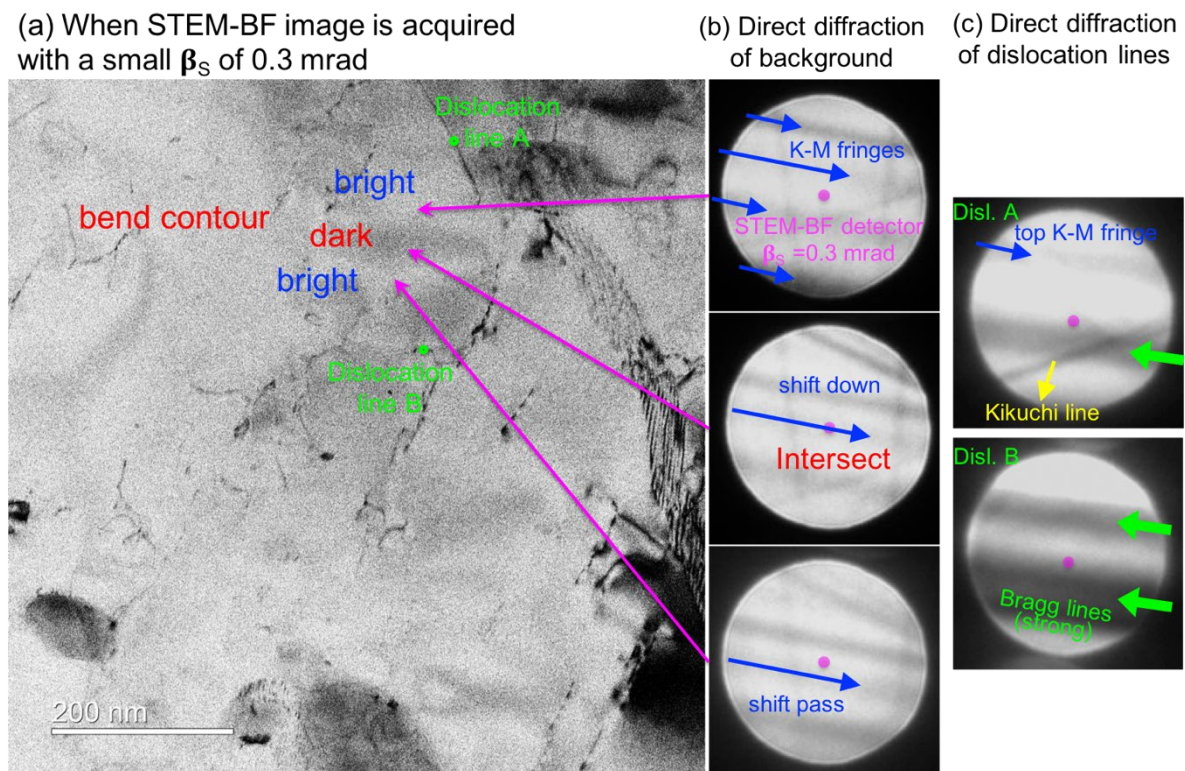 (a) When STEM-BF image is acquired
with a small βS of 0.3 mrad
Dislocation
line A
bright
bend contour
dark
bright
Dislocation
line B
200 nm
(b) Direct diffraction
of background
K-M fringes
STEM-BF detector
βS =0.3 mrad
shift down
Intersect
shift pass
(c) Direct diffraction
of dislocation lines
Disl. A
top K-M fringe
Kikuchi line
Disl. B
Bragg lines
(strong)